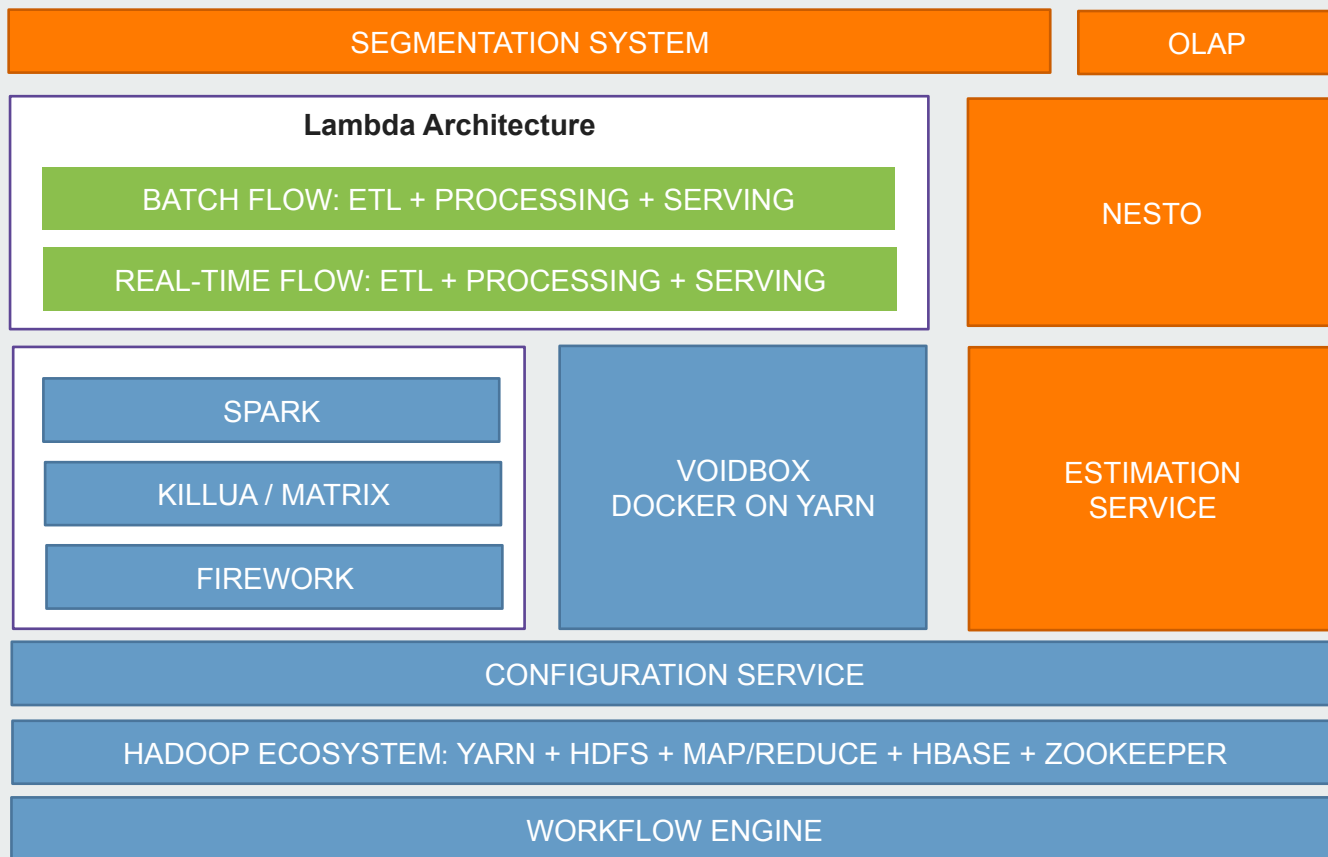 SEGMENTATION SYSTEM
OLAP
Lambda Architecture
BATCH FLOW: ETL + PROCESSING + SERVING
REAL-TIME FLOW: ETL + PROCESSING + SERVING
NESTO
SPARK
KILLUA / MATRIX
FIREWORK
VOIDBOX
DOCKER ON YARN
ESTIMATION
SERVICE
CONFIGURATION SERVICE
HADOOP ECOSYSTEM: YARN + HDFS + MAP/REDUCE + HBASE + ZOOKEEPER
WORKFLOW ENGINE